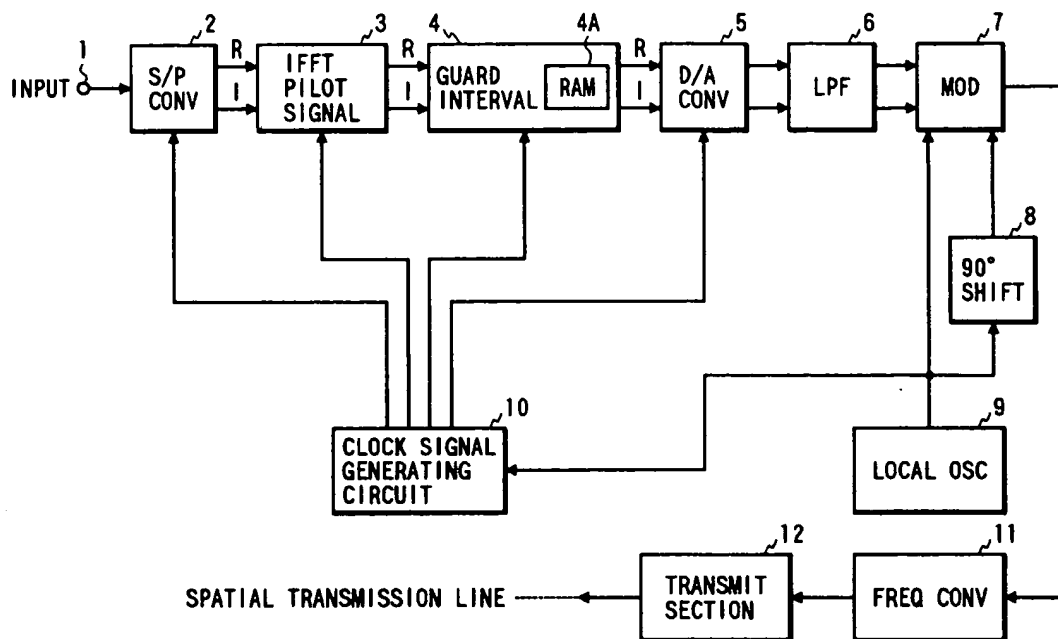 1
2
3
4
4A
5
6
7
INPUT
S/P
CONV
R
I
IFFT
PILOT
SIGNAL
R
I
GUARD
INTERVAL
RAM
R
I
D/A
CONV
LPF
MOD
8
90°
SHIFT
10
CLOCK SIGNAL
GENERATING
CIRCUIT
9
LOCAL OSC
12
TRANSMIT
SECTION
11
FREQ CONV
SPATIAL TRANSMISSION LINE